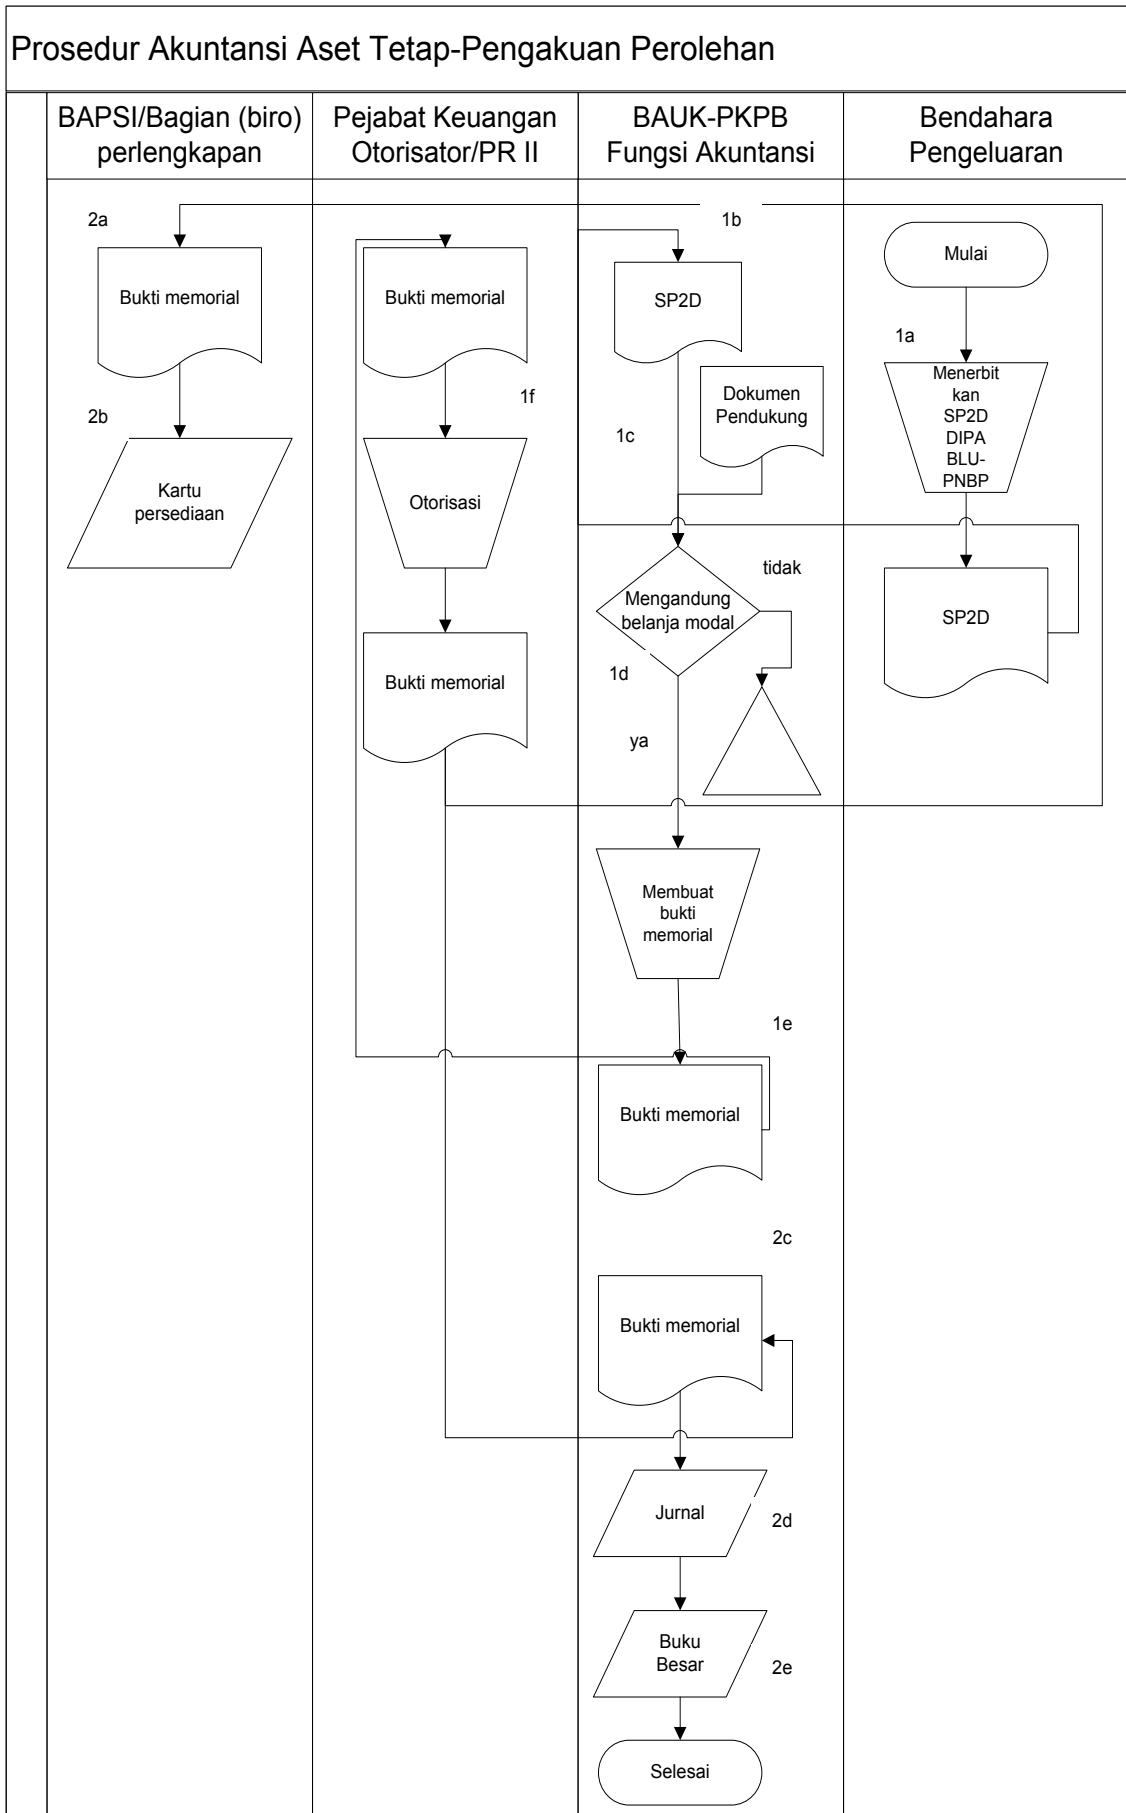 Prosedur Akuntansi Aset Tetap-Pengakuan Perolehan
BAPSI/Bagian (biro)
perlengkapan
Pejabat Keuangan
Otorisator/PR II
BAUK-PKPB
Fungsi Akuntansi
Bendahara
Pengeluaran
2a
Bukti memorial
2b
Kartu
persediaan
Bukti memorial
1f
Otorisasi
Bukti memorial
1b
SP2D
Dokumen
Pendukung
1c
tidak
Mengandung
belanja modal
1d
ya
Membuat
bukti
memorial
1e
Bukti memorial
2c
Bukti memorial
Jurnal
2d
Buku
Besar
2e
Selesai
Mulai
1a
Menerbit
kan
SP2D
DIPA
BLU-
PNBP
SP2D